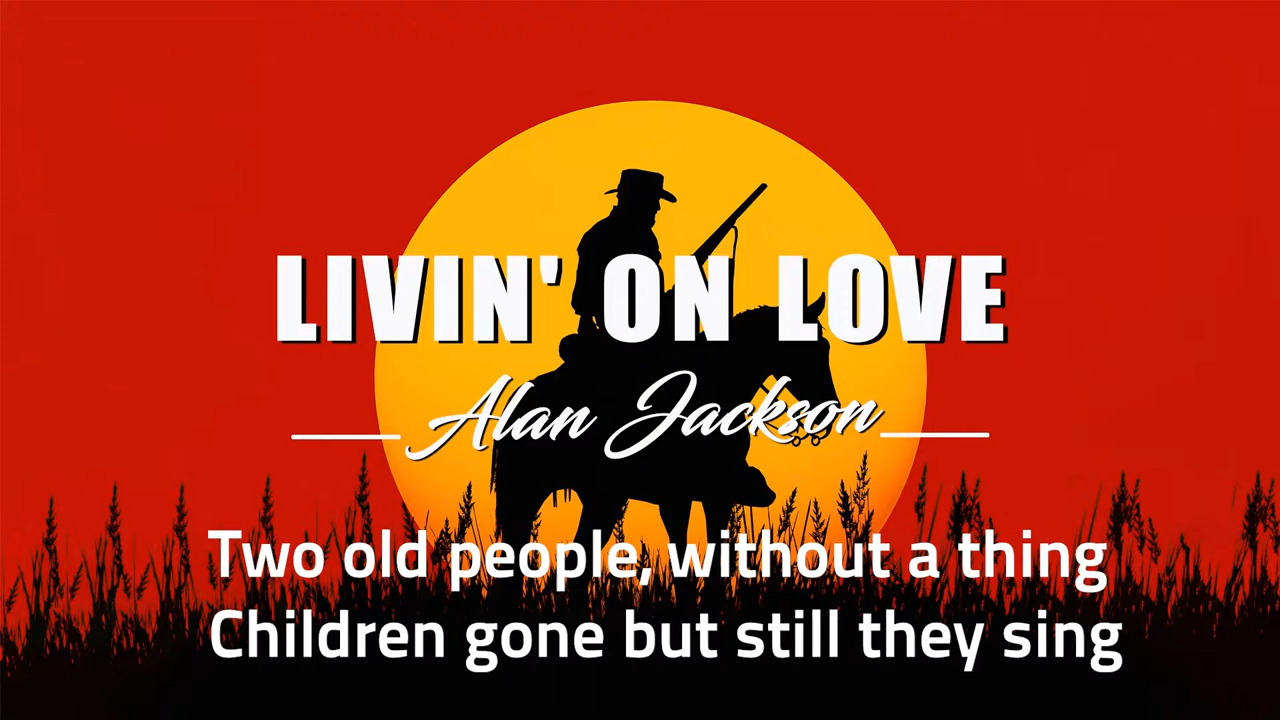 LIVIN' ON LOVE
Alan Jackson
Two old people, without a thing
Children gone but still they sing